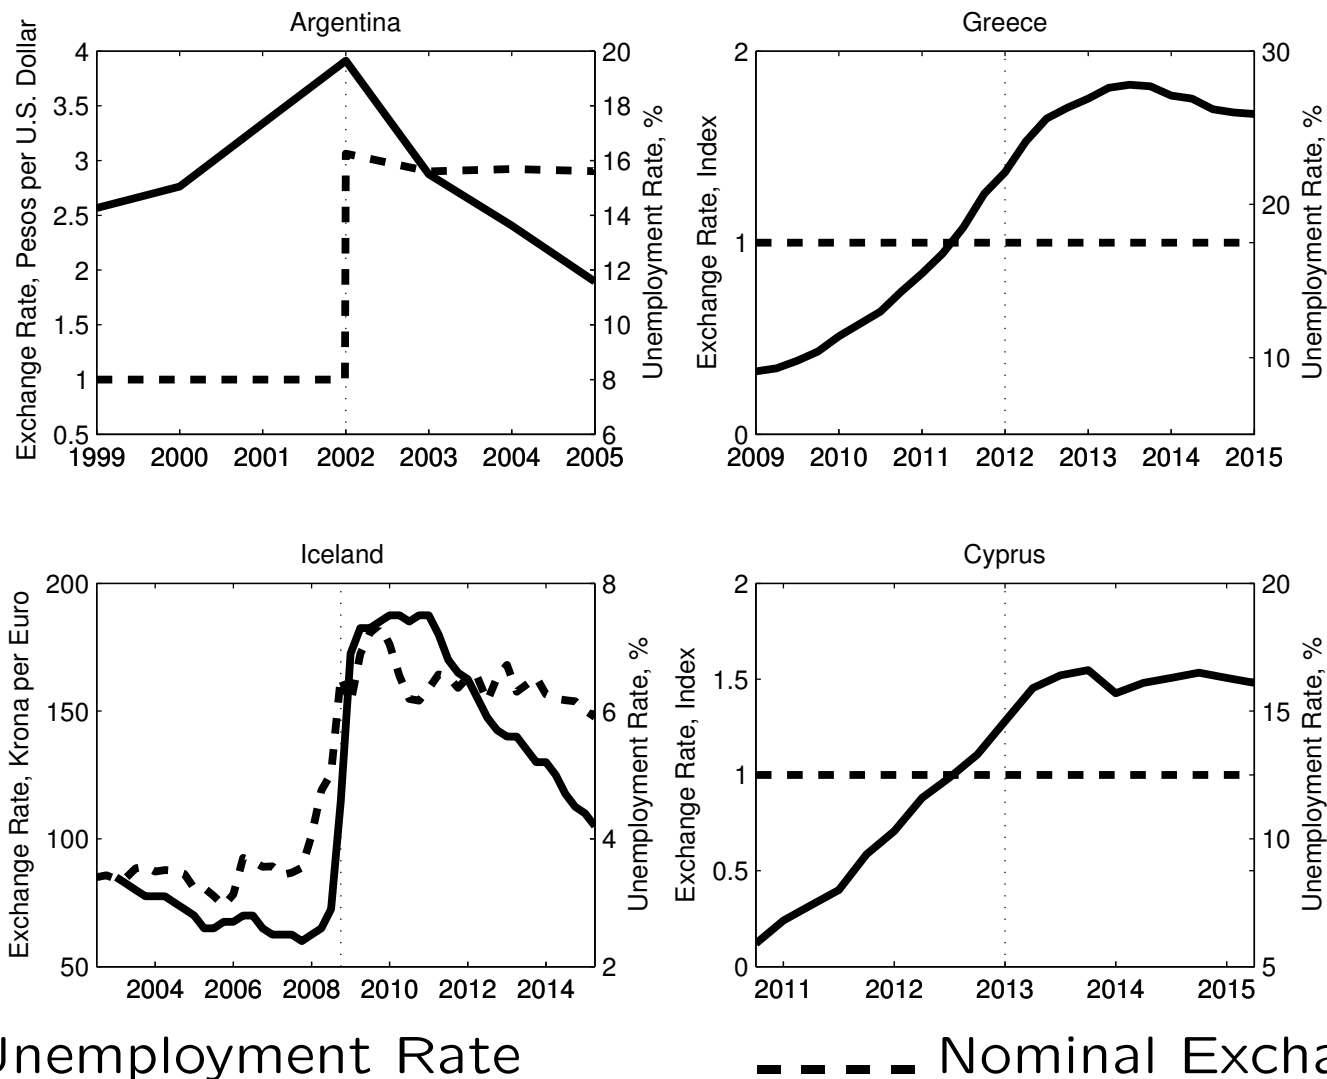 Argentina
Exchange Rate, Pesos per U.S. Dollar
4
3.5
3
2.5
2
1.5
1
0.5
20
18
16
14
12
10
8
6
Unemployment Rate, %
1999 2000 2001 2002 2003 2004 2005
Greece
Exchange Rate, Index
2
1
0
30
20
10
Unemployment Rate, %
2009 2010 2011 2012 2013 2014 2015
Iceland
Exchange Rate, Krona per Euro
200
150
100
50
8
6
4
2
Unemployment Rate, %
2004 2006 2008 2010 2012 2014
Cyprus
Exchange Rate, Index
2
1.5
1
0.5
0
20
15
10
5
Unemployment Rate, %
2011 2012 2013 2014 2015
Unemployment Rate
Nominal Excha